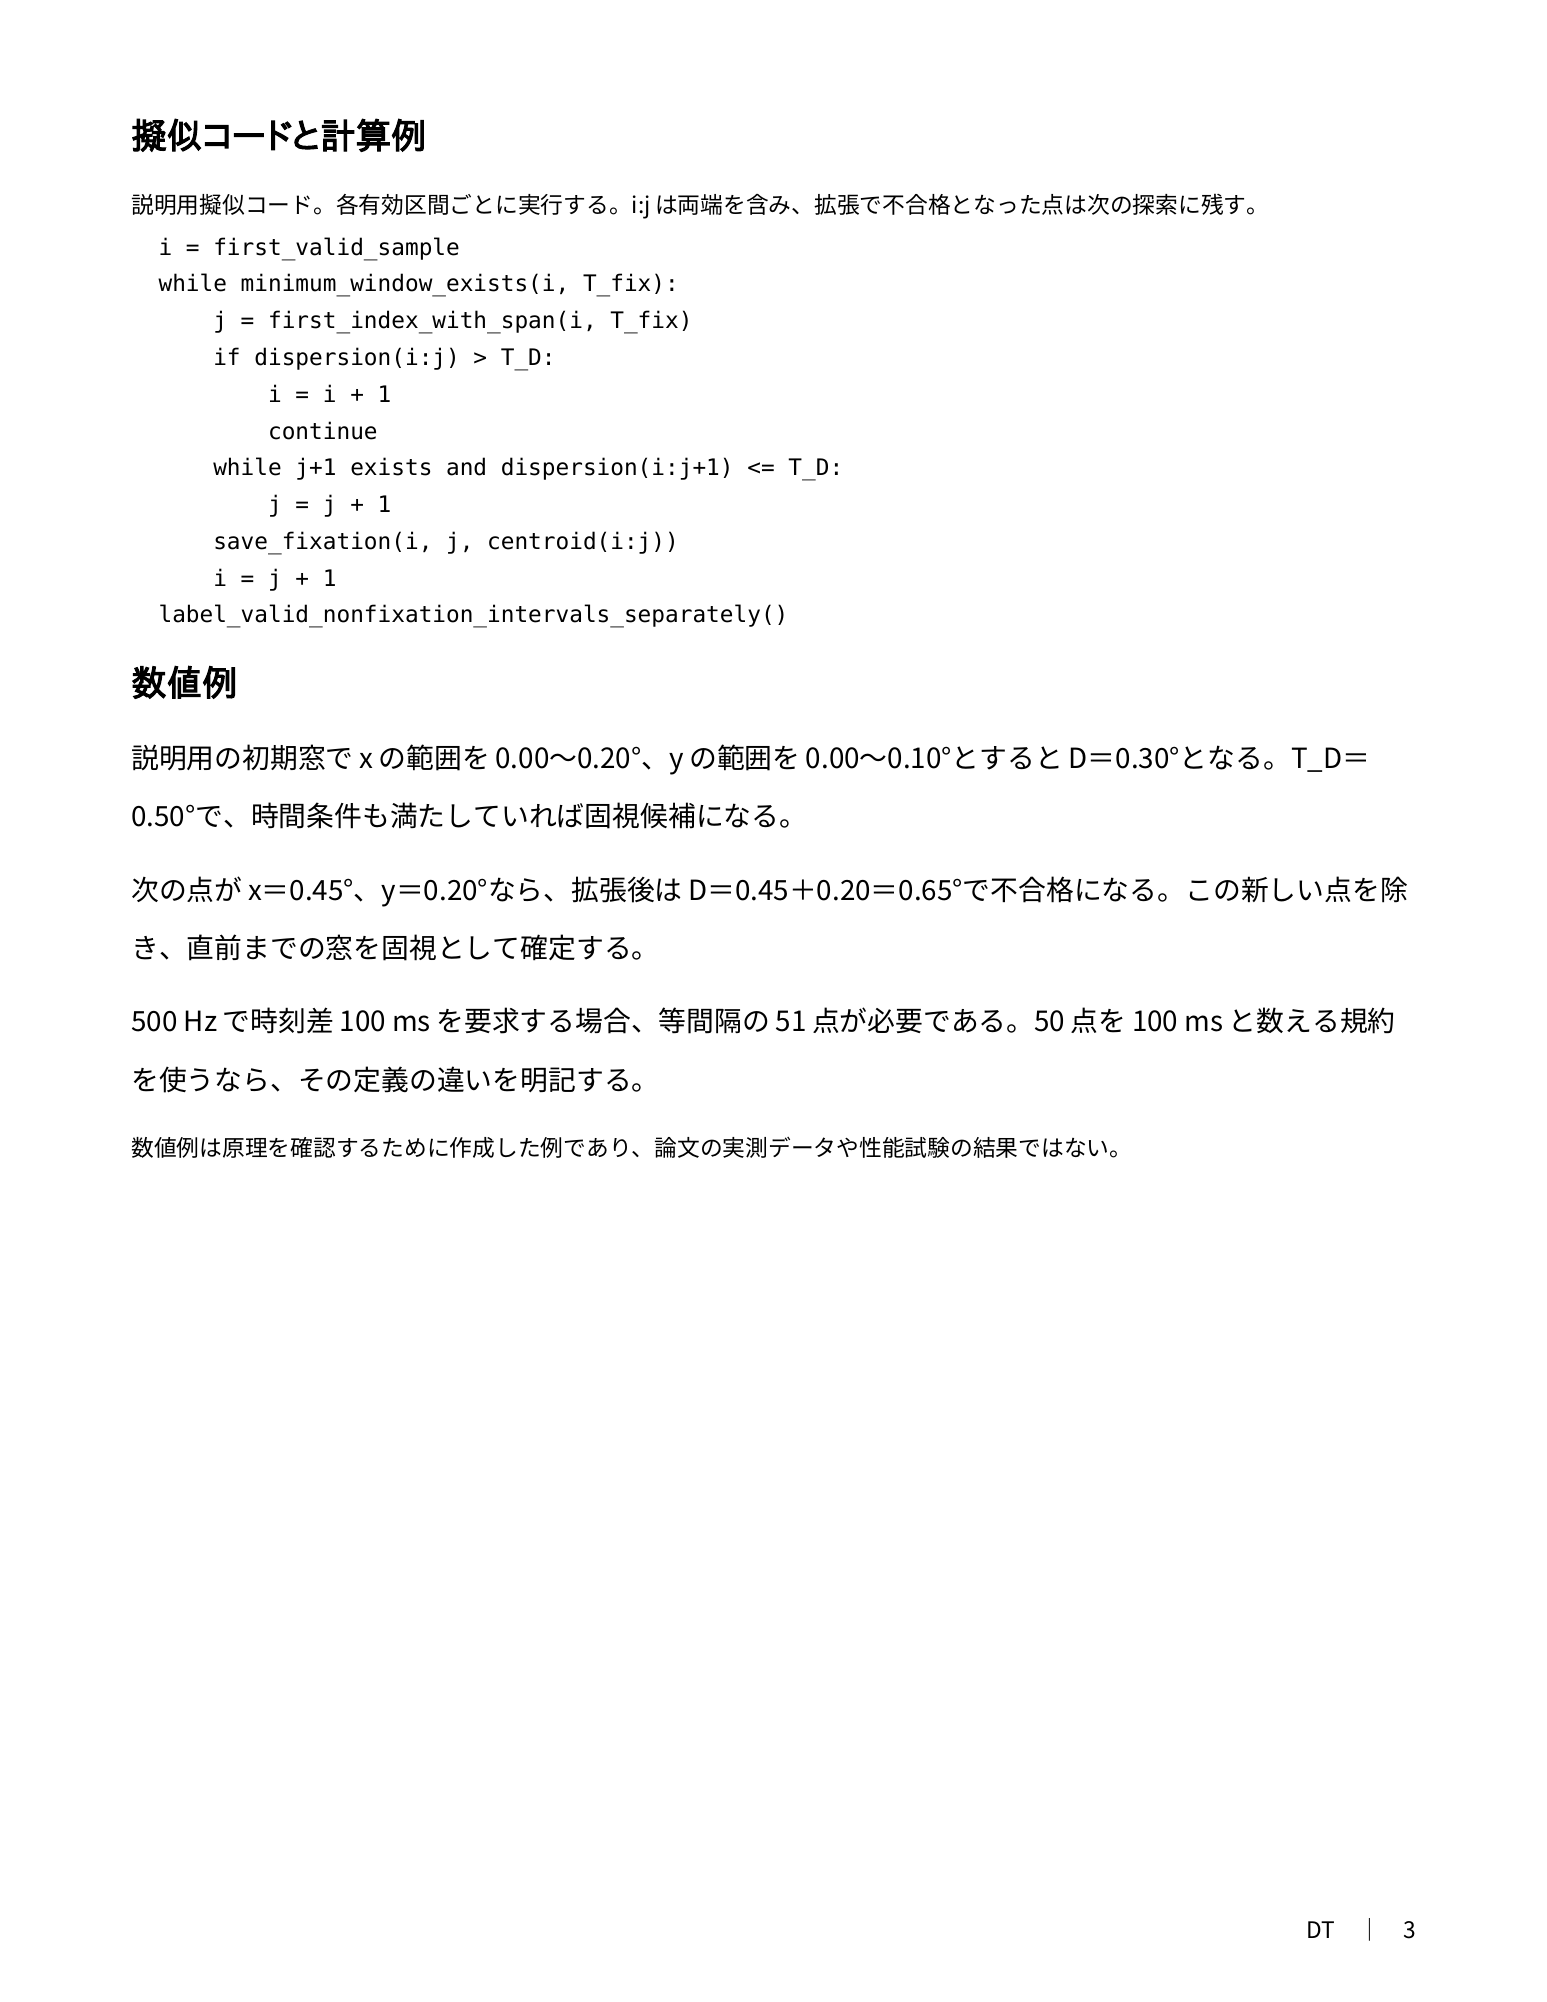 擬似コードと計算例
説明用擬似コード。各有効区間ごとに実行する。i:j は両端を含み、拡張で不合格となった点は次の探索に残す。
i = first_valid_sample
while minimum_window_exists(i, T_fix):
    j = first_index_with_span(i, T_fix)
    if dispersion(i:j) > T_D:
        i = i + 1
        continue
    while j+1 exists and dispersion(i:j+1) <= T_D:
        j = j + 1
    save_fixation(i, j, centroid(i:j))
    i = j + 1
label_valid_nonfixation_intervals_separately()
数値例
説明用の初期窓で x の範囲を 0.00～0.20°、y の範囲を 0.00～0.10°とすると D＝0.30°となる。T_D＝
0.50°で、時間条件も満たしていれば固視候補になる。
次の点が x＝0.45°、y＝0.20°なら、拡張後は D＝0.45＋0.20＝0.65°で不合格になる。この新しい点を除
き、直前までの窓を固視として確定する。
500 Hz で時刻差 100 ms を要求する場合、等間隔の 51 点が必要である。50 点を 100 ms と数える規約
を使うなら、その定義の違いを明記する。
数値例は原理を確認するために作成した例であり、論文の実測データや性能試験の結果ではない。
DT ｜ 3